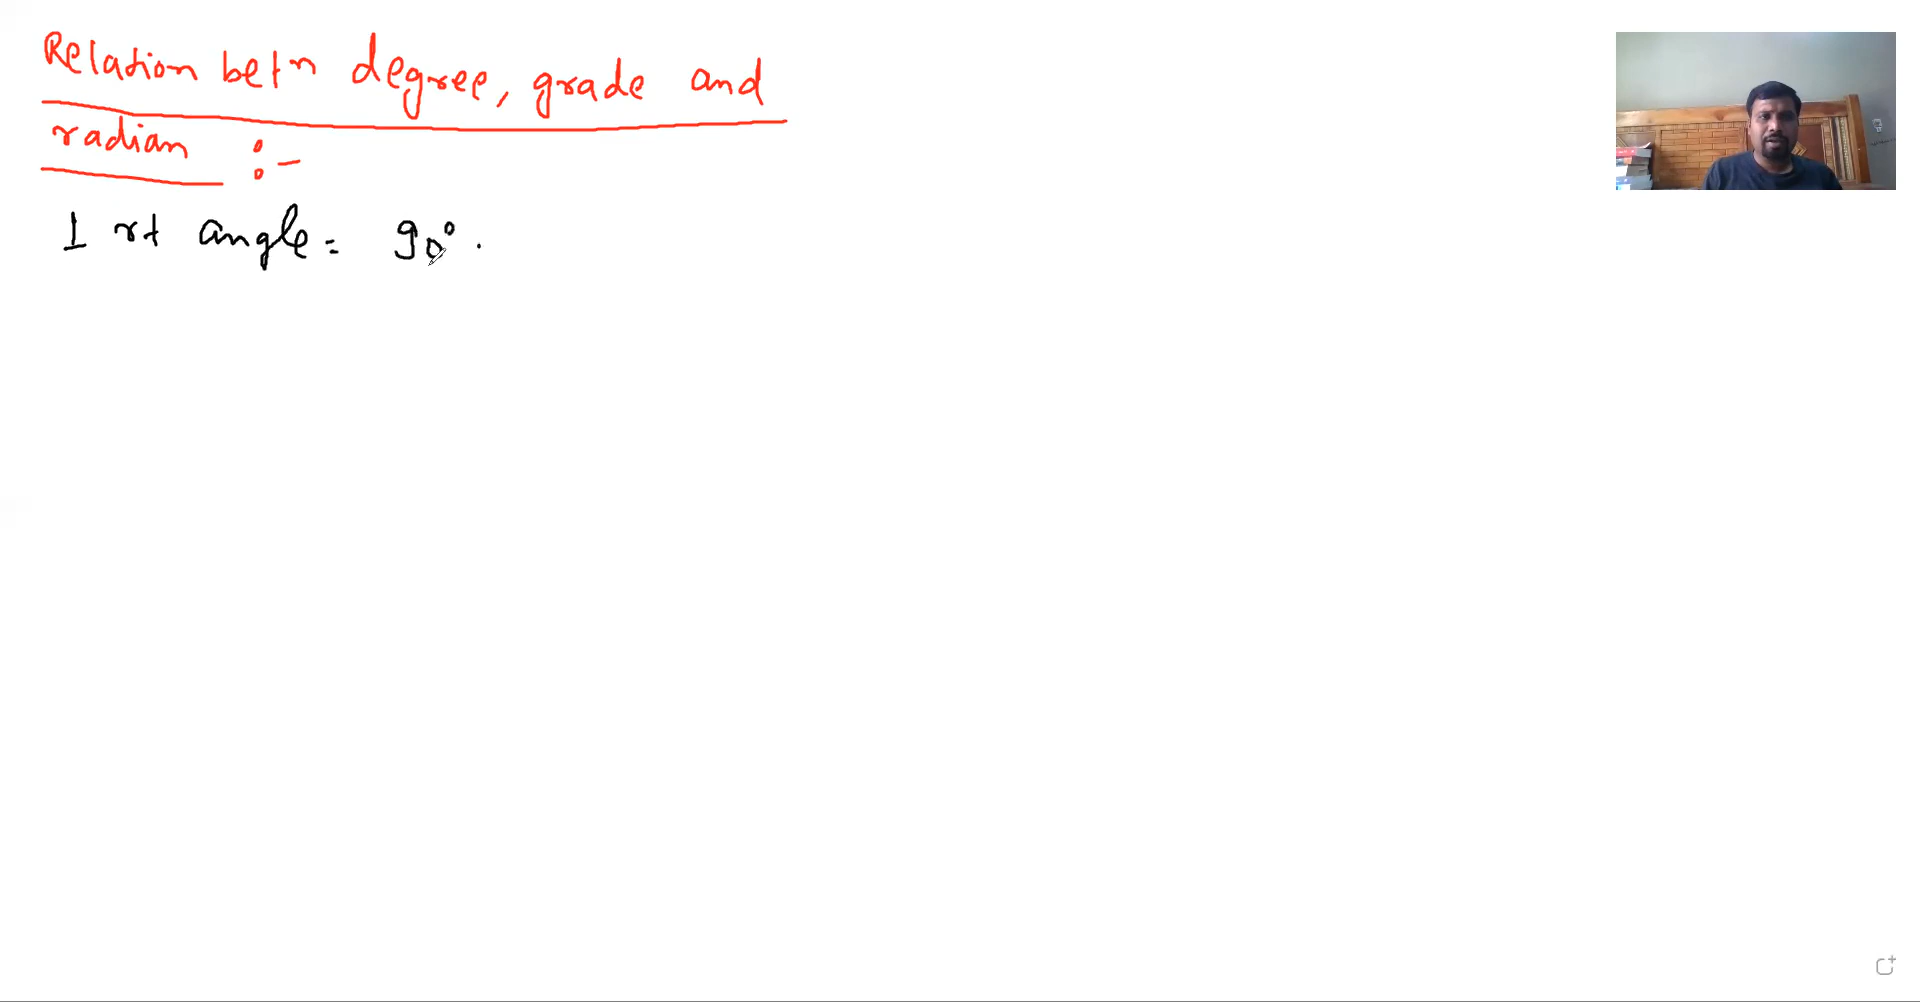 Relation betn degree, grade and
radian :-
1 rt angle = 90°.